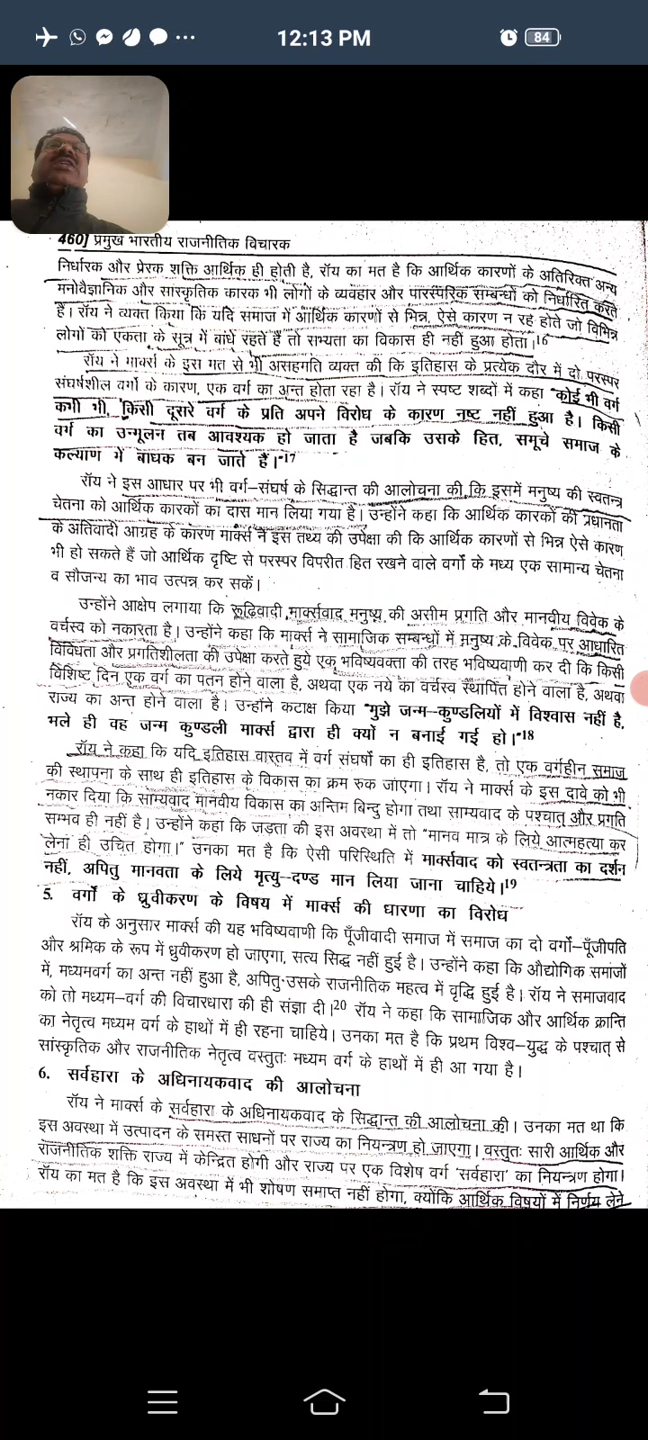 12:13 PM
84
460] प्रमुख भारतीय राजनीतिक विचारक
निर्धारक और प्रेरक शक्ति आर्थिक ही होती है, रॉय का मत है कि आर्थिक कारणों के अतिरिक्त अन्य
मनोवैज्ञानिक और सांस्कृतिक कारक भी लोगों के व्यवहार और पारस्परिक सम्बन्धों को निर्धारित करते
हैं। रॉय ने व्यक्त किया कि यदि समाज में आर्थिक कारणों से भिन्न, ऐसे कारण न रहे होते जो विभिन्न
लोगों को एकता के सूत्र में बांधे रहते हैं तो सभ्यता का विकास ही नहीं हुआ होता।16
रॉय ने मार्क्स के इस मत से भी असहमति व्यक्त की कि इतिहास के प्रत्येक दौर में दो परस्पर
संघर्षशील वर्गों के कारण, एक वर्ग का अन्त होता रहा है। रॉय ने स्पष्ट शब्दों में कहा "कोई भी वर्ग
कभी भी, किसी दूसरे वर्ग के प्रति अपने विरोध के कारण नष्ट नहीं हुआ है। किसी
वर्ग का उन्मूलन तब आवश्यक हो जाता है जबकि उसके हित, समूचे समाज के
कल्याण में बाधक बन जाते हैं।"17
रॉय ने इस आधार पर भी वर्ग-संघर्ष के सिद्धान्त की आलोचना की कि इसमें मनुष्य की स्वतन्त्र
चेतना को आर्थिक कारकों का दास मान लिया गया है। उन्होंने कहा कि आर्थिक कारकों की प्रधानता
के अतिवादी आग्रह के कारण मार्क्स ने इस तथ्य की उपेक्षा की कि आर्थिक कारणों से भिन्न ऐसे कारण
भी हो सकते हैं जो आर्थिक दृष्टि से परस्पर विपरीत हित रखने वाले वर्गों के मध्य एक सामान्य चेतना
व सौजन्य का भाव उत्पन्न कर सकें।
उन्होंने आक्षेप लगाया कि रूढ़िवादी मार्क्सवाद मनुष्य की असीम प्रगति और मानवीय विवेक के
वर्चस्व को नकारता है। उन्होंने कहा कि मार्क्स ने सामाजिक सम्बन्धों में मनुष्य के विवेक पर आधारित
विविधता और प्रगतिशीलता की उपेक्षा करते हुये एक भविष्यवक्ता की तरह भविष्यवाणी कर दी कि किसी
विशिष्ट दिन एक वर्ग का पतन होने वाला है, अथवा एक नये का वर्चस्व स्थापित होने वाला है, अथवा
राज्य का अन्त होने वाला है। उन्होंने कटाक्ष किया "मुझे जन्म-कुण्डलियों में विश्वास नहीं है,
भले ही वह जन्म कुण्डली मार्क्स द्वारा ही क्यों न बनाई गई हो।"18
रॉय ने कहा कि यदि इतिहास वास्तव में वर्ग संघर्षों का ही इतिहास है, तो एक वर्गहीन समाज
की स्थापना के साथ ही इतिहास के विकास का क्रम रुक जाएगा। रॉय ने मार्क्स के इस दावे को भी
नकार दिया कि साम्यवाद मानवीय विकास का अन्तिम बिन्दु होगा तथा साम्यवाद के पश्चात् और प्रगति
सम्भव ही नहीं है। उन्होंने कहा कि जड़ता की इस अवस्था में तो "मानव मात्र के लिये आत्महत्या कर
लेना ही उचित होगा।" उनका मत है कि ऐसी परिस्थिति में मार्क्सवाद को स्वतन्त्रता का दर्शन
नहीं, अपितु मानवता के लिये मृत्यु-दण्ड मान लिया जाना चाहिये।19
5. वर्गों के ध्रुवीकरण के विषय में मार्क्स की धारणा का विरोध
रॉय के अनुसार मार्क्स की यह भविष्यवाणी कि पूँजीवादी समाज में समाज का दो वर्गों-पूँजीपति
और श्रमिक के रूप में ध्रुवीकरण हो जाएगा, सत्य सिद्ध नहीं हुई है। उन्होंने कहा कि औद्योगिक समाजों
में, मध्यमवर्ग का अन्त नहीं हुआ है, अपितु उसके राजनीतिक महत्व में वृद्धि हुई है। रॉय ने समाजवाद
को तो मध्यम-वर्ग की विचारधारा की ही संज्ञा दी।20 रॉय ने कहा कि सामाजिक और आर्थिक क्रान्ति
का नेतृत्व मध्यम वर्ग के हाथों में ही रहना चाहिये। उनका मत है कि प्रथम विश्व-युद्ध के पश्चात् से
सांस्कृतिक और राजनीतिक नेतृत्व वस्तुतः मध्यम वर्ग के हाथों में ही आ गया है।
6. सर्वहारा के अधिनायकवाद की आलोचना
रॉय ने मार्क्स के सर्वहारा के अधिनायकवाद के सिद्धान्त की आलोचना की। उनका मत था कि
इस अवस्था में उत्पादन के समस्त साधनों पर राज्य का नियन्त्रण हो जाएगा। वस्तुतः सारी आर्थिक और
राजनीतिक शक्ति राज्य में केन्द्रित होगी और राज्य पर एक विशेष वर्ग 'सर्वहारा' का नियन्त्रण होगा।
रॉय का मत है कि इस अवस्था में भी शोषण समाप्त नहीं होगा, क्योंकि आर्थिक विषयों में निर्णय लेने